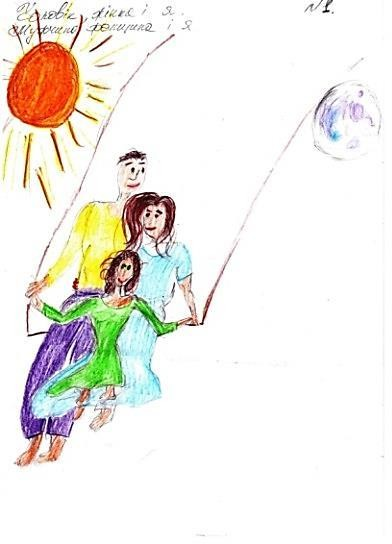 Чоловік, жінка і я.
Мужчина женщина і я
№1.